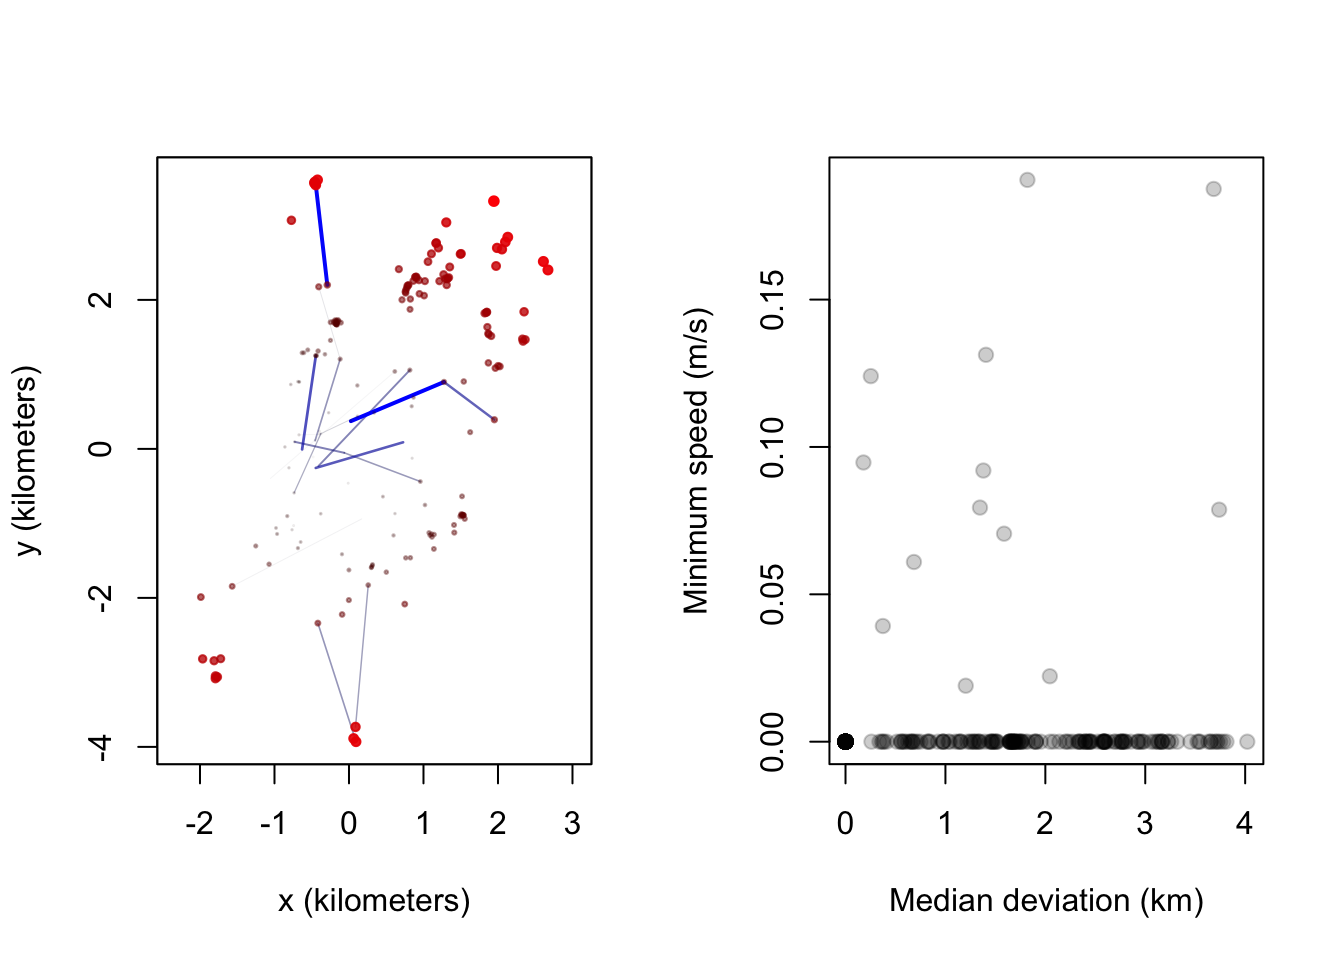 y (kilometers)
2
0
-2
-4
-2 -1 0 1 2 3
x (kilometers)
Minimum speed (m/s)
0.15
0.10
0.05
0.00
0 1 2 3 4
Median deviation (km)